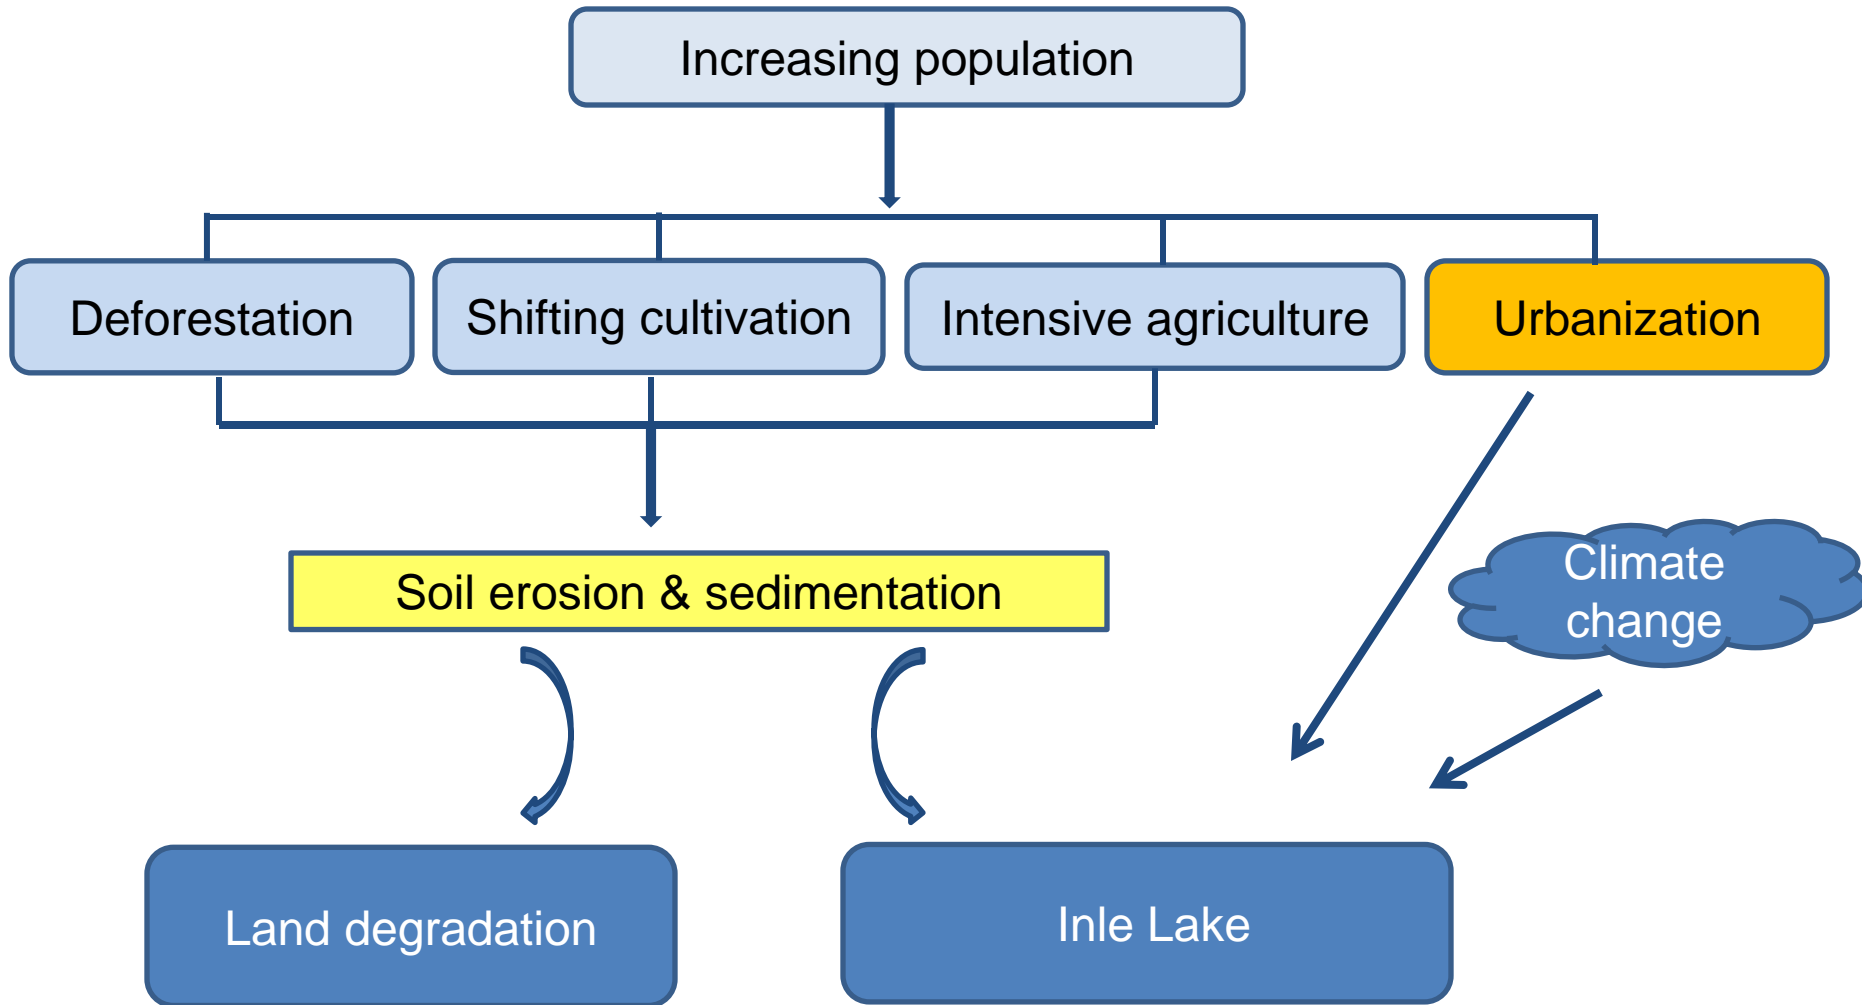 Increasing population
Deforestation
Shifting cultivation
Intensive agriculture
Urbanization
Soil erosion & sedimentation
Climate
change
Land degradation
Inle Lake